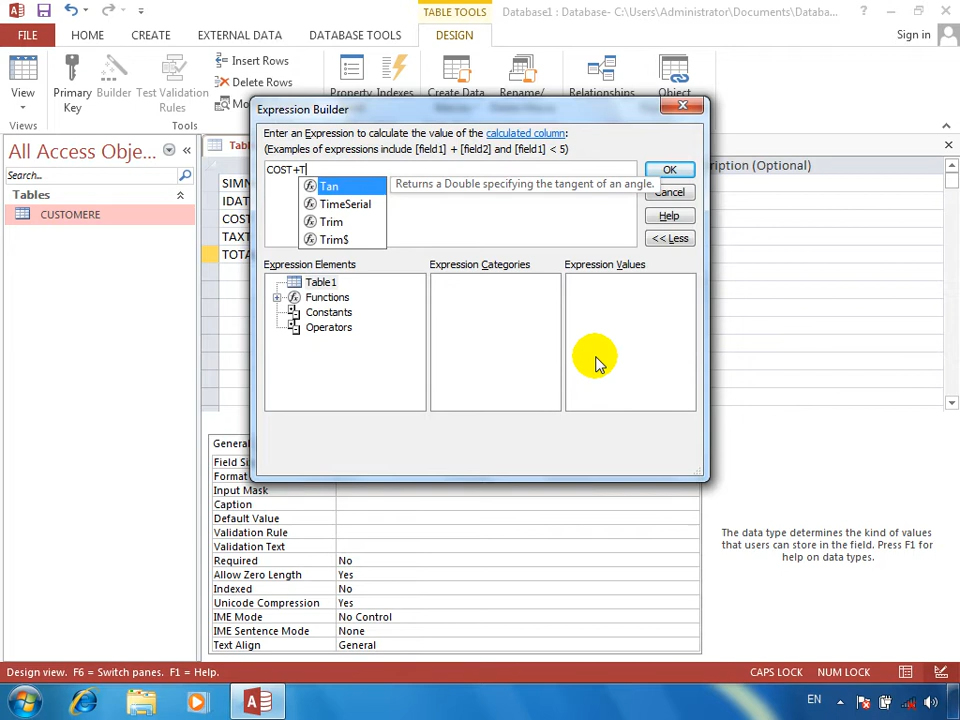 TABLE TOOLS
Database1 : Database- C:\Users\Administrator\Documents\Databa...
FILE
HOME
CREATE
EXTERNAL DATA
DATABASE TOOLS
DESIGN
Sign in
View
Primary Key
Builder
Test Validation Rules
Insert Rows
Delete Rows
Mo
Indexes
Create Data
Rename/
Relationships
Object
Views
Tools
All Access Obje...
Search...
Tables
CUSTOMERE
Tabl
SIMN
IDAT
COS
TAXT
TOTA
ription (Optional)
Expression Builder
Enter an Expression to calculate the value of the calculated column:
(Examples of expressions include [field1] + [field2] and [field1] < 5)
COST+T
Tan
Returns a Double specifying the tangent of an angle.
TimeSerial
Trim
Trim$
OK
Cancel
Help
<< Less
Expression Elements
Expression Categories
Expression Values
Table1
Functions
Constants
Operators
General
Field Si
Format
Input Mask
Caption
Default Value
Validation Rule
Validation Text
Required No
Allow Zero Length Yes
Indexed No
Unicode Compression Yes
IME Mode No Control
IME Sentence Mode None
Text Align General
The data type determines the kind of values
that users can store in the field. Press F1 for
help on data types.
Design view. F6 = Switch panes. F1 = Help.
CAPS LOCK
NUM LOCK
EN